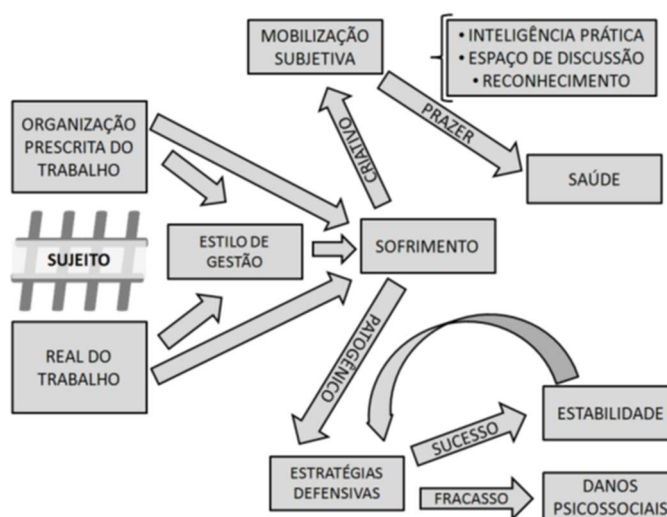 MOBILIZAÇÃO
SUBJETIVA
• INTELIGÊNCIA PRÁTICA
• ESPAÇO DE DISCUSSÃO
• RECONHECIMENTO
ORGANIZAÇÃO
PRESCRITA DO
TRABALHO
CRIATIVO
PRAZER
SAÚDE
SUJEITO
ESTILO DE
GESTÃO
SOFRIMENTO
REAL DO
TRABALHO
PATOGÊNICO
ESTABILIDADE
SUCESSO
ESTRATÉGIAS
DEFENSIVAS
FRACASSO
DANOS
PSICOSSOCIAIS